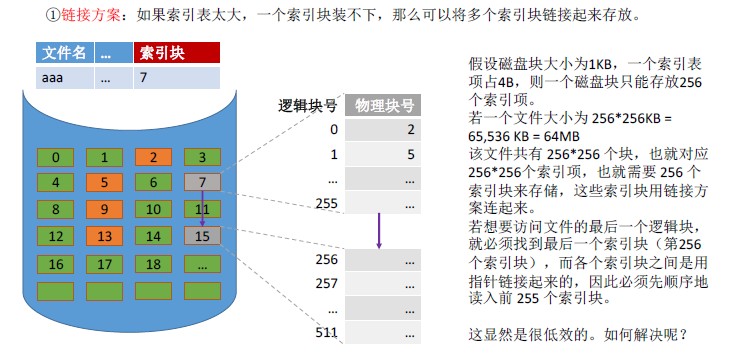 ①链接方案：如果索引表太大，一个索引块装不下，那么可以将多个索引块链接起来存放。
文件名 … 索引块
aaa … 7
0 1 2 3
4 5 6 7
8 9 10 11
12 13 14 15
16 17 18 …
逻辑块号 物理块号
0 2
1 5
… …
255 …
256 …
257 …
… …
511 …
假设磁盘块大小为1KB，一个索引表
项占4B，则一个磁盘块只能存放256
个索引项。
若一个文件大小为 256*256KB =
65,536 KB = 64MB
该文件共有 256*256 个块，也就对应
256*256个索引项，也就需要 256 个
索引块来存储，这些索引块用链接方
案连起来。
若想要访问文件的最后一个逻辑块，
就必须找到最后一个索引块（第256
个索引块），而各个索引块之间是用
指针链接起来的，因此必须先顺序地
读入前 255 个索引块。
这显然是很低效的。如何解决呢？